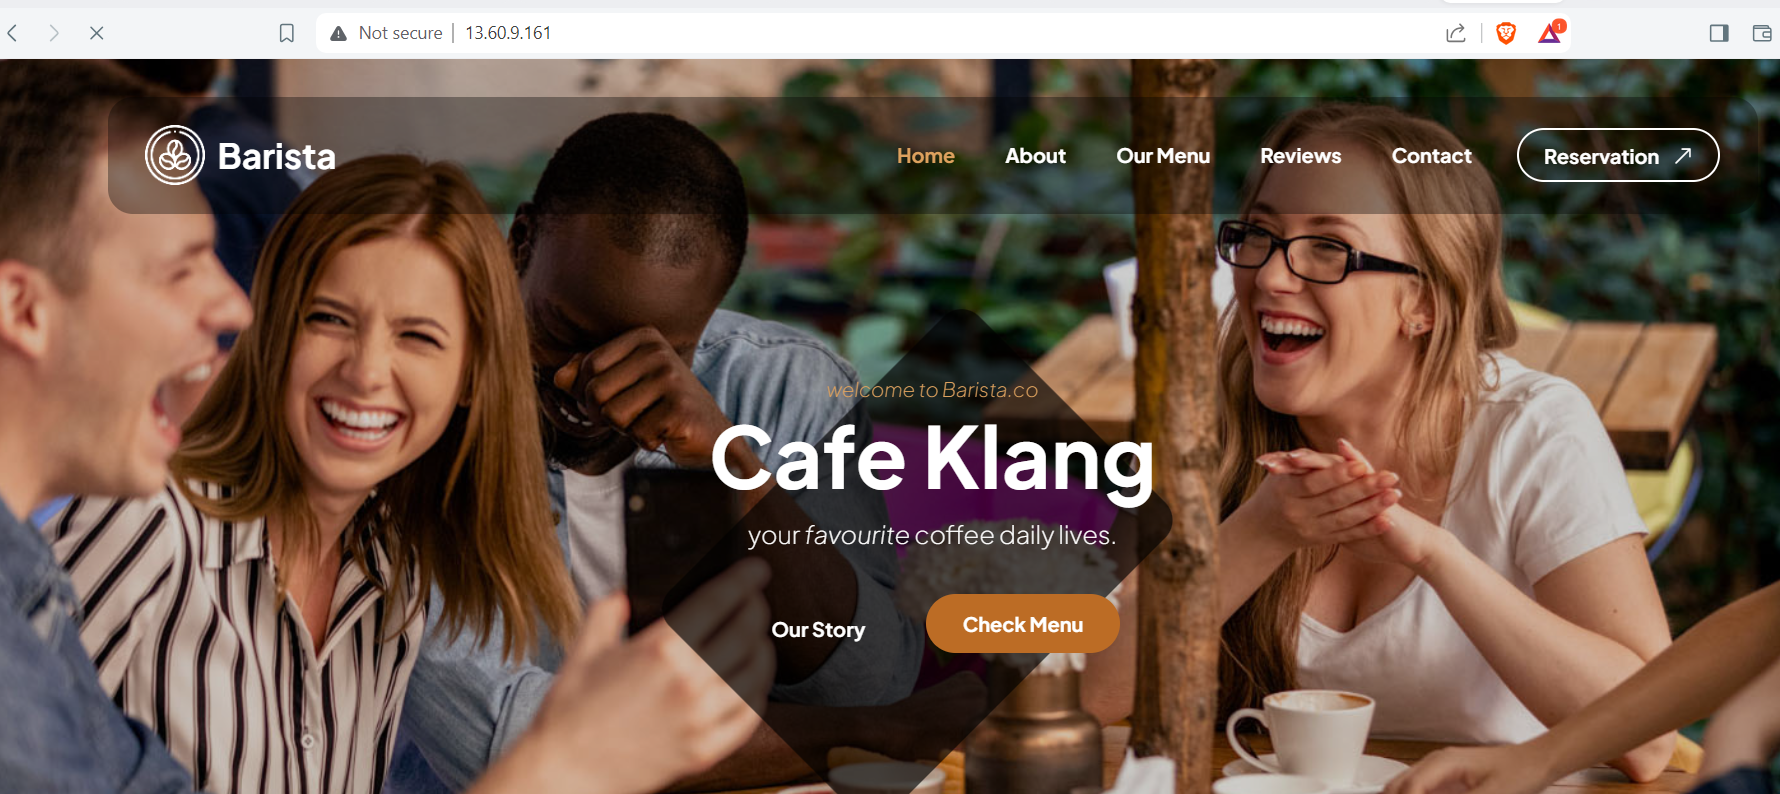 Not secure | 13.60.9.161
1
Barista
Home About Our Menu Reviews Contact Reservation
welcome to Barista.co
Cafe Klang
your favourite coffee daily lives.
Our Story Check Menu